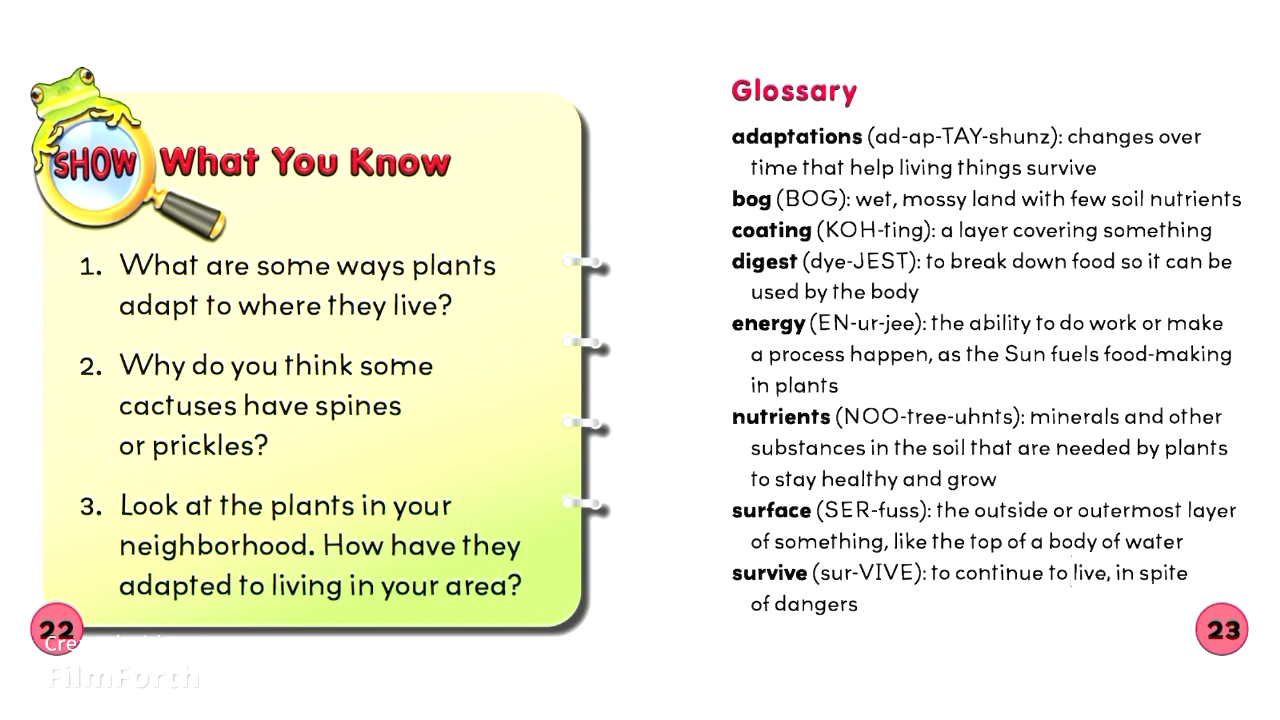 SHOW What You Know
1. What are some ways plants
adapt to where they live?
2. Why do you think some
cactuses have spines
or prickles?
3. Look at the plants in your
neighborhood. How have they
adapted to living in your area?
22
FilmForth
Glossary
adaptations (ad-ap-TAY-shunz): changes over
time that help living things survive
bog (BOG): wet, mossy land with few soil nutrients
coating (KOH-ting): a layer covering something
digest (dye-JEST): to break down food so it can be
used by the body
energy (EN-ur-jee): the ability to do work or make
a process happen, as the Sun fuels food-making
in plants
nutrients (NOO-tree-uhnts): minerals and other
substances in the soil that are needed by plants
to stay healthy and grow
surface (SER-fuss): the outside or outermost layer
of something, like the top of a body of water
survive (sur-VIVE): to continue to live, in spite
of dangers
23